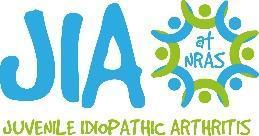 JIA
at
NRAS
JUVENILE IDIOPATHIC ARTHRITIS